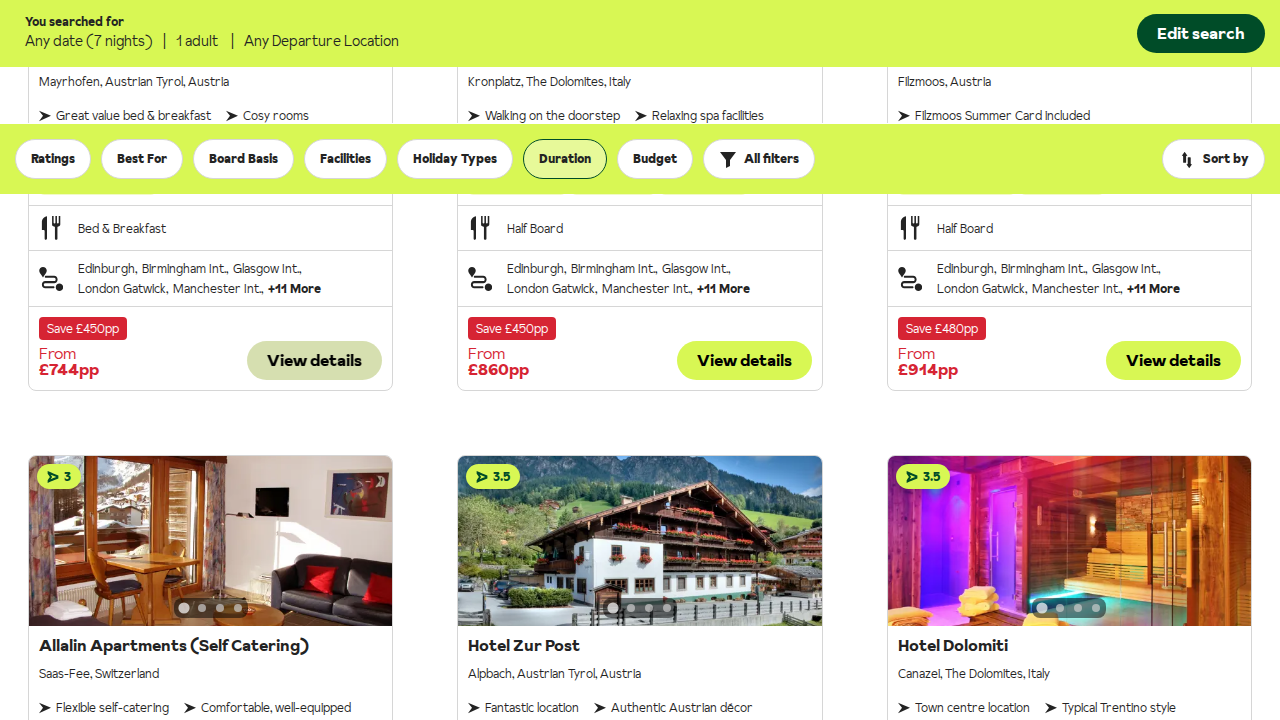 You searched for
Any date (7 nights) | 1 adult | Any Departure Location
Edit search
Mayrhofen, Austrian Tyrol, Austria
Great value bed & breakfast
Cosy rooms
Kronplatz, The Dolomites, Italy
Walking on the doorstep
Relaxing spa facilities
Filzmoos, Austria
Filzmoos Summer Card included
Ratings
Best For
Board Basis
Facilities
Holiday Types
Duration
Budget
All filters
Sort by
Bed & Breakfast
Edinburgh, Birmingham Int., Glasgow Int.,
London Gatwick, Manchester Int., +11 More
Save £450pp
From
£744pp
View details
Half Board
Edinburgh, Birmingham Int., Glasgow Int.,
London Gatwick, Manchester Int., +11 More
Save £450pp
From
£860pp
View details
Half Board
Edinburgh, Birmingham Int., Glasgow Int.,
London Gatwick, Manchester Int., +11 More
Save £480pp
From
£914pp
View details
3
Allalin Apartments (Self Catering)
Saas-Fee, Switzerland
Flexible self-catering
Comfortable, well-equipped
3.5
Hotel Zur Post
Alpbach, Austrian Tyrol, Austria
Fantastic location
Authentic Austrian décor
3.5
Hotel Dolomiti
Canazei, The Dolomites, Italy
Town centre location
Typical Trentino style